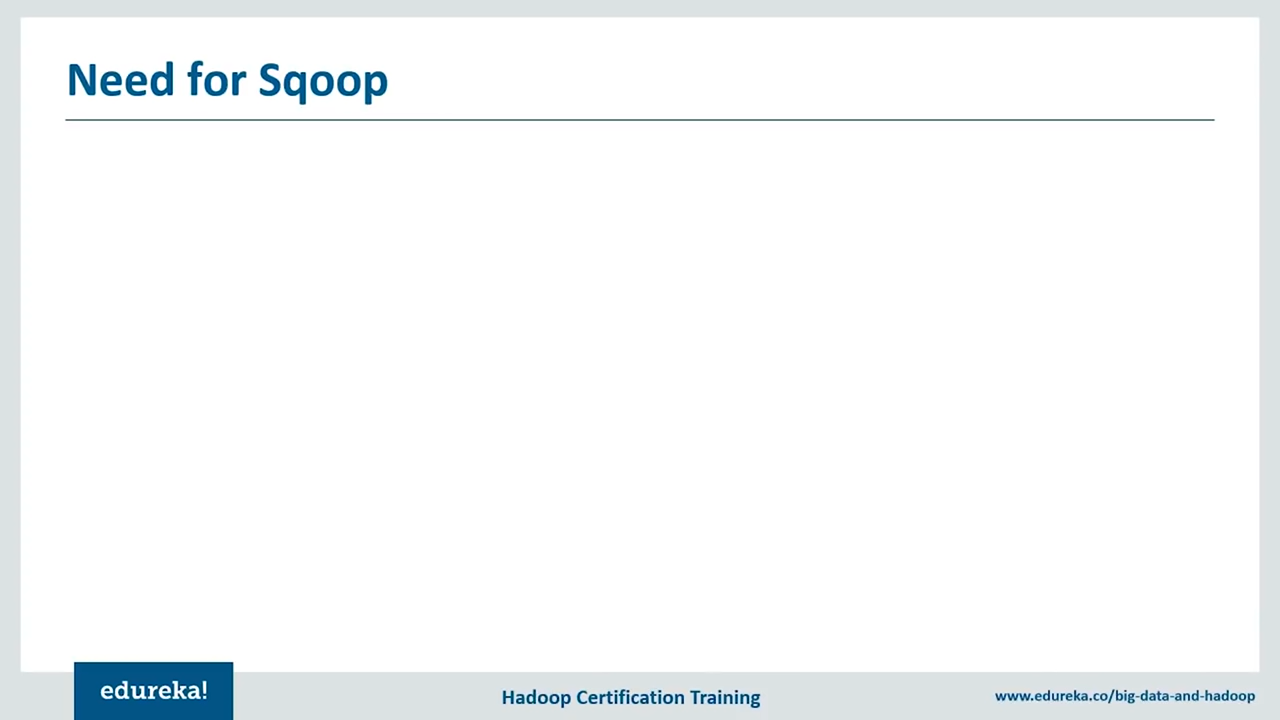 Need for Sqoop
edureka!
Hadoop Certification Training
www.edureka.co/big-data-and-hadoop